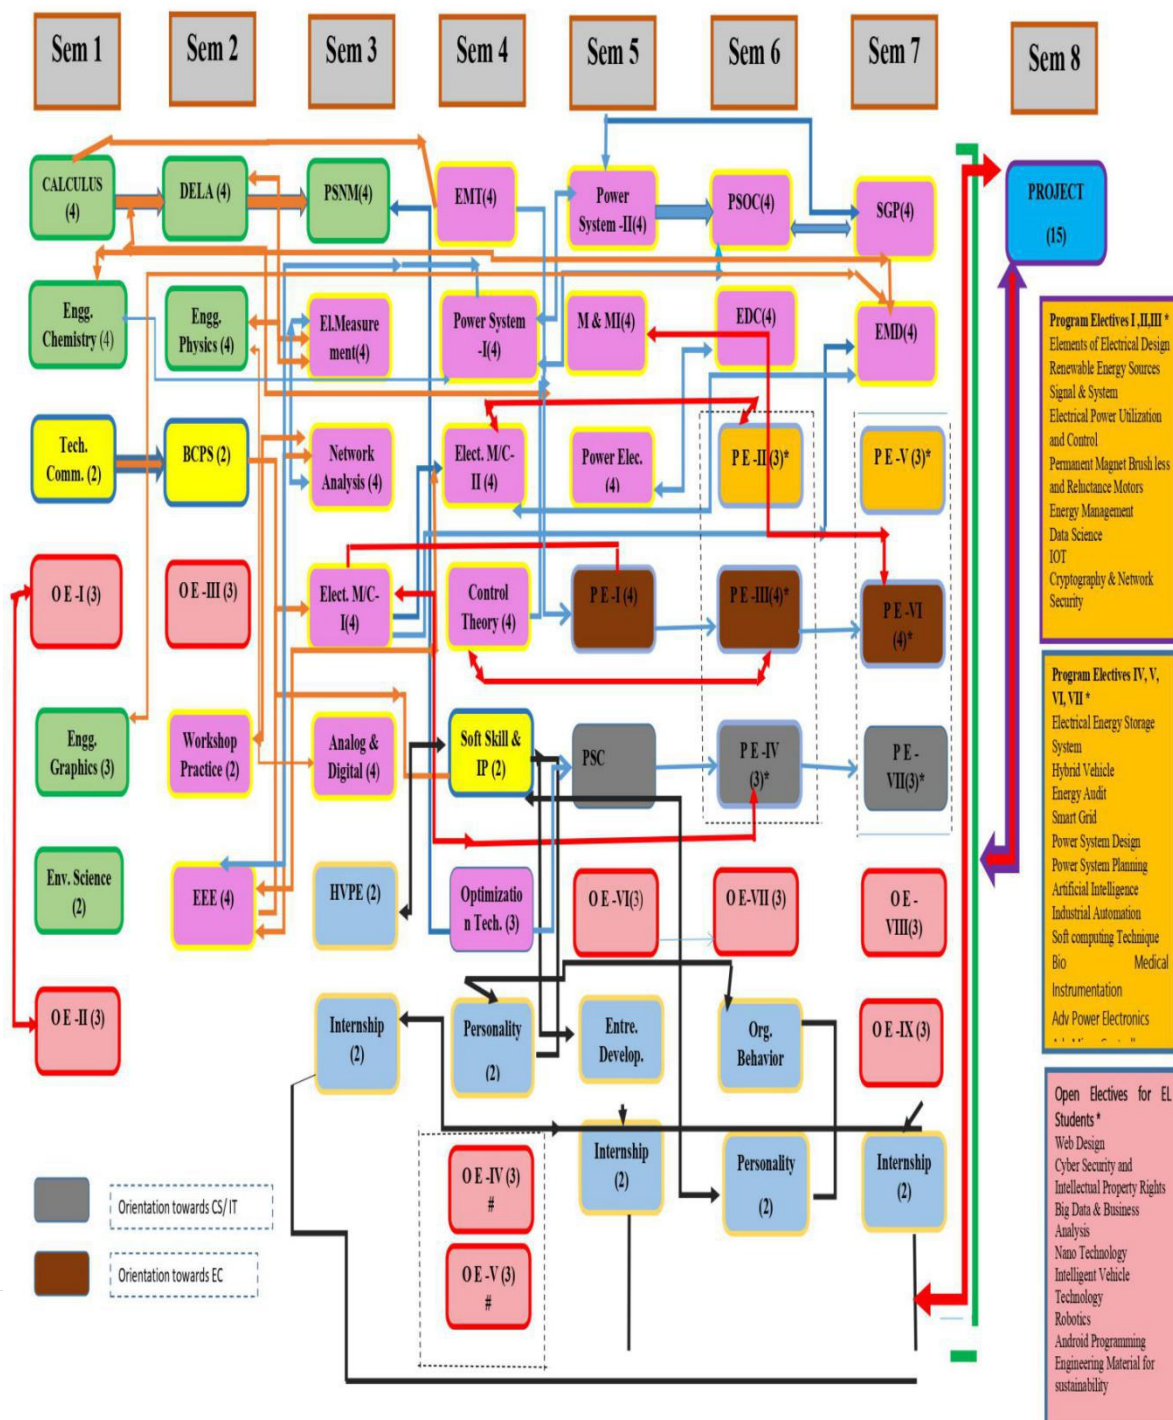 Sem 1
Sem 2
Sem 3
Sem 4
Sem 5
Sem 6
Sem 7
Sem 8
CALCULUS
(4)
DELA (4)
PSNM(4)
EMT(4)
Power
System -II(4)
PSOC(4)
SGP(4)
PROJECT
(15)
Engg.
Chemistry (4)
Engg.
Physics (4)
El.Measure
ment(4)
Power System
-I(4)
M & MI(4)
EDC(4)
EMD(4)
Tech.
Comm. (2)
BCPS (2)
Network
Analysis (4)
Elect. M/C-
II (4)
Power Elec.
(4)
P E -II (3)*
P E -V (3)*
O E -I (3)
O E -III (3)
Elect. M/C-
I(4)
Control
Theory (4)
P E -I (4)
P E -III(4)*
P E -VI
(4)*
Engg.
Graphics (3)
Workshop
Practice (2)
Analog &
Digital (4)
Soft Skill &
IP (2)
PSC
P E -IV
(3)*
P E -
VII(3)*
Env. Science
(2)
EEE (4)
HVPE (2)
Optimizatio
n Tech. (3)
O E -VI(3)
O E -VII (3)
O E -
VIII(3)
O E -II (3)
Internship
(2)
Personality
(2)
Entre.
Develop.
Org.
Behavior
O E -IX (3)
O E -IV (3)
#
Internship
(2)
Personality
(2)
Internship
(2)
O E -V (3)
#
Orientation towards CS/ IT
Orientation towards EC
Program Electives I ,II,III *
Elements of Electrical Design
Renewable Energy Sources
Signal & System
Electrical Power Utilization
and Control
Permanent Magnet Brush less
and Reluctance Motors
Energy Management
Data Science
IOT
Cryptography & Network
Security
Program Electives IV, V,
VI, VII *
Electrical Energy Storage
System
Hybrid Vehicle
Energy Audit
Smart Grid
Power System Design
Power System Planning
Artificial Intelligence
Industrial Automation
Soft computing Technique
Bio Medical
Instrumentation
Adv Power Electronics
Open Electives for EL
Students *
Web Design
Cyber Security and
Intellectual Property Rights
Big Data & Business
Analysis
Nano Technology
Intelligent Vehicle
Technology
Robotics
Android Programming
Engineering Material for
sustainability